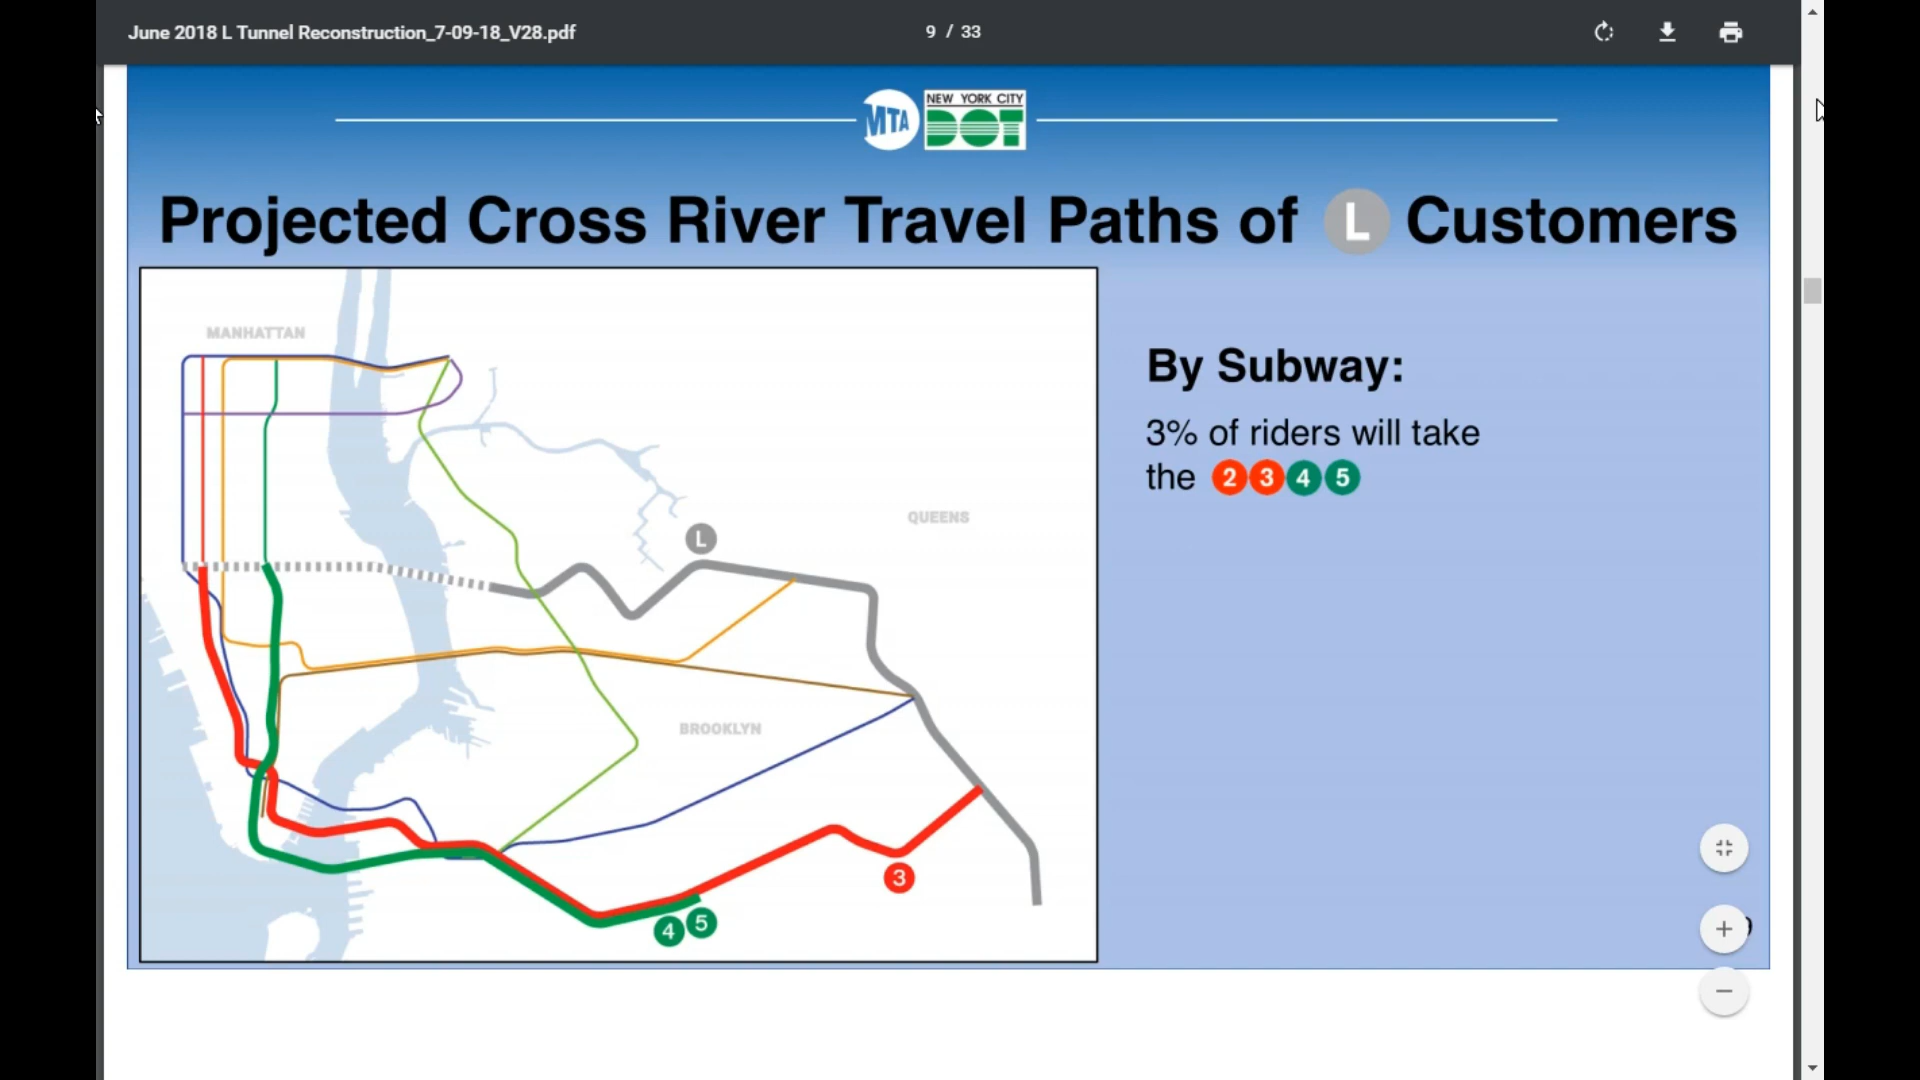 June 2018 L Tunnel Reconstruction_7-09-18_V28.pdf
9 / 33
MTA
NEW YORK CITY
DOT
Projected Cross River Travel Paths of L Customers
MANHATTAN
QUEENS
L
BROOKLYN
3
4 5
By Subway:
3% of riders will take
the 2 3 4 5